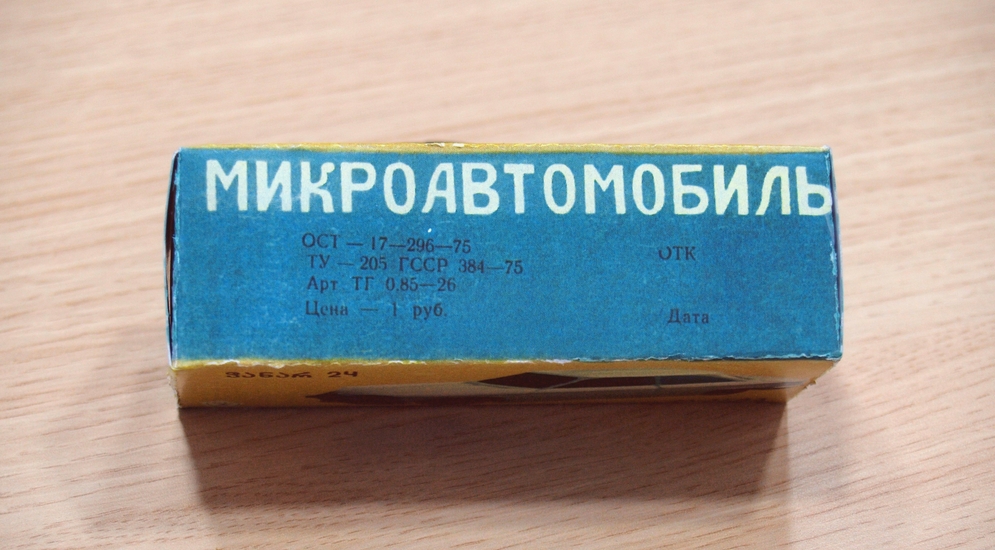 МИКРОАВТОМОБИЛЬ
ОСТ — 17—296—75
ТУ — 205 ГССР 384—75
Арт ТГ 0.85—26
Цена — 1 руб.
ОТК
Дата
24